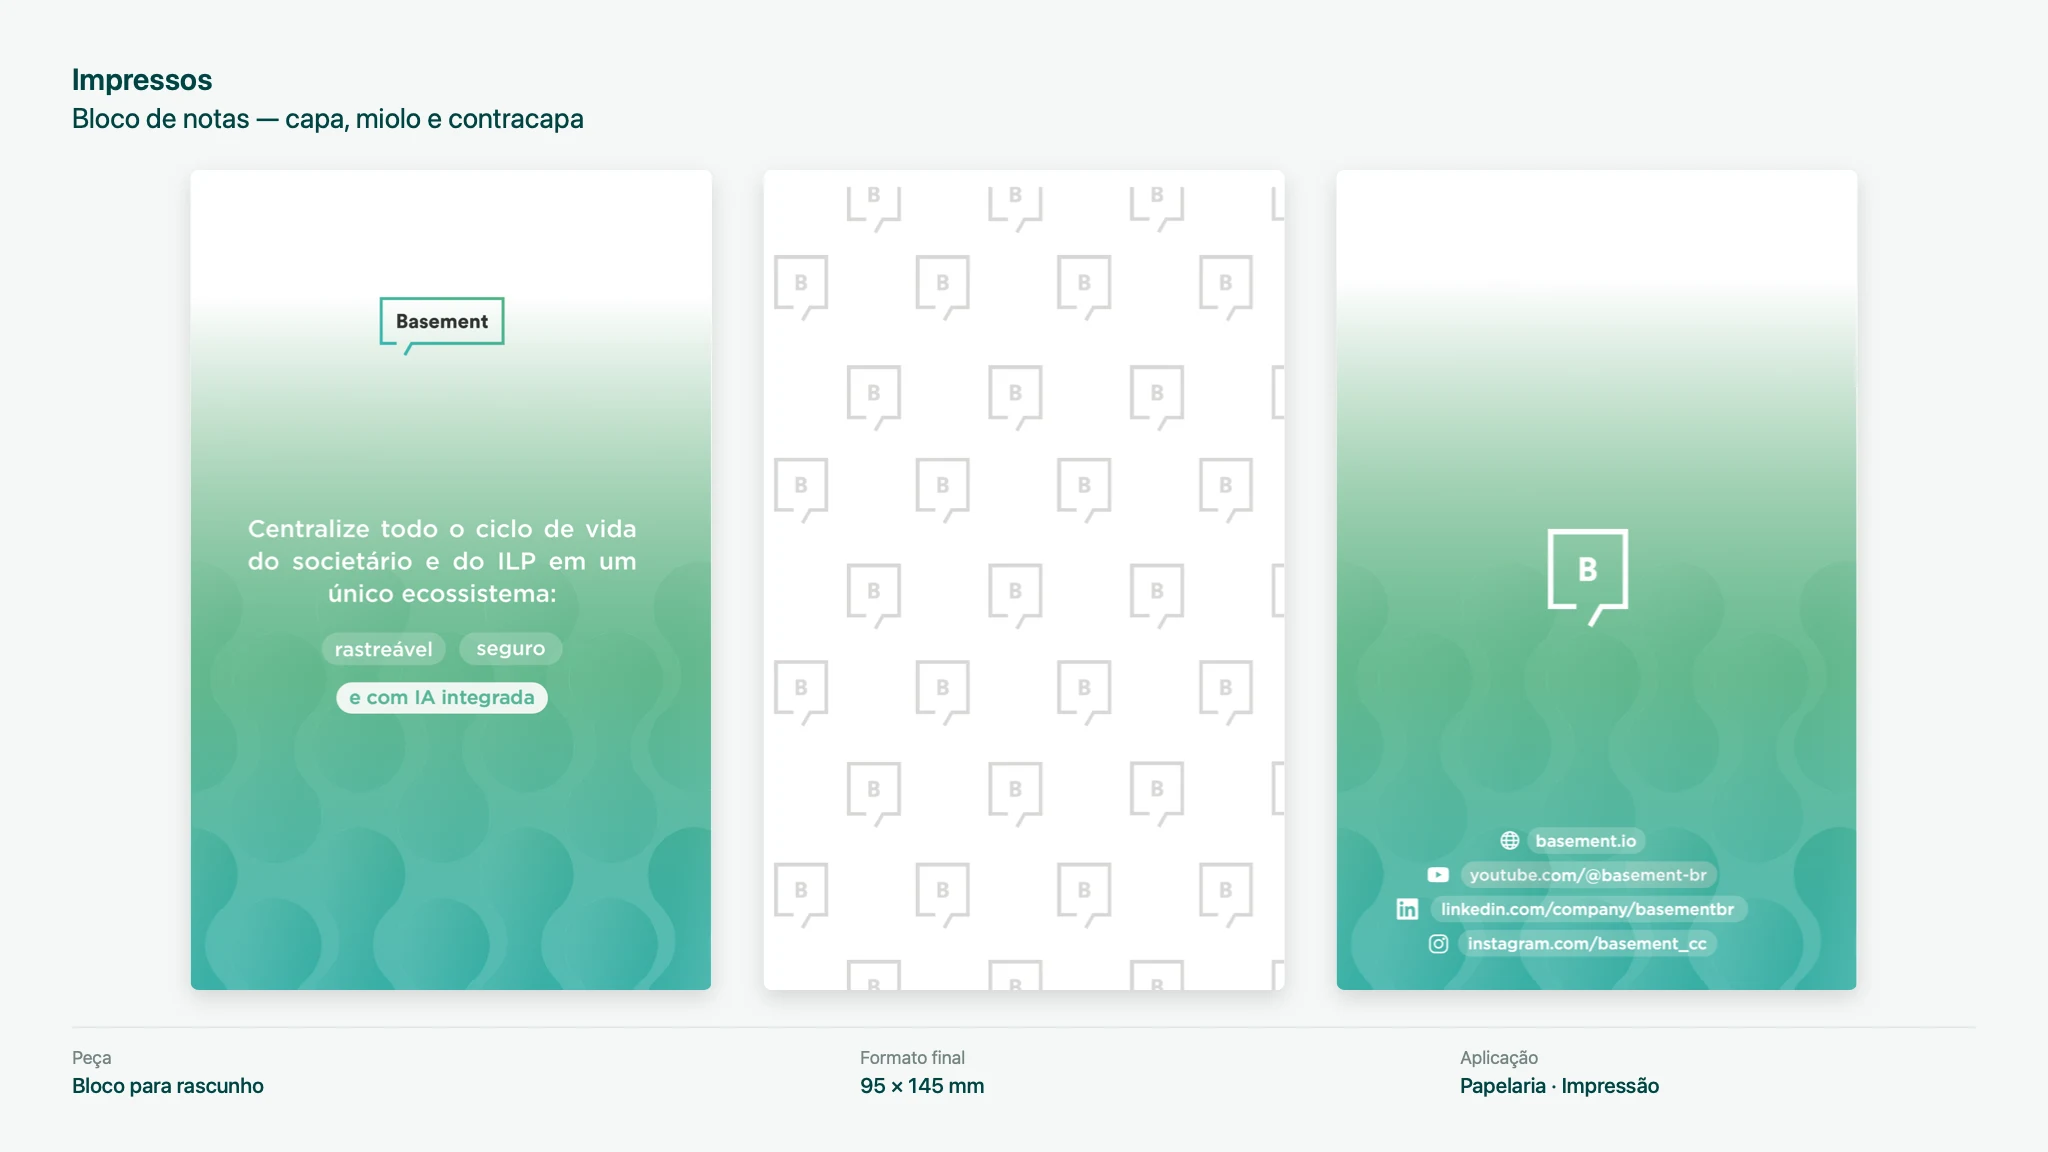 Impressos
Bloco de notas — capa, miolo e contracapa
Basement
Centralize todo o ciclo de vida
do societário e do ILP em um
único ecossistema:
rastreável seguro
e com IA integrada
B B B
B B B B
B B B
B B B B
B B B
B B B B
B B B
B B B B
B B B
B
basement.io
youtube.com/@basement-br
linkedin.com/company/basementbr
instagram.com/basement_cc
Peça
Bloco para rascunho
Formato final
95 × 145 mm
Aplicação
Papelaria · Impressão